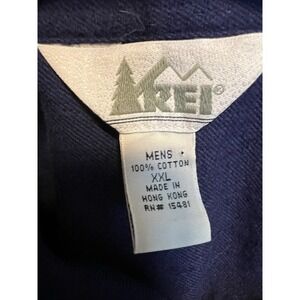 REI®
MENS
100% COTTON
XXL
MADE IN
HONG KONG
RN# 15481